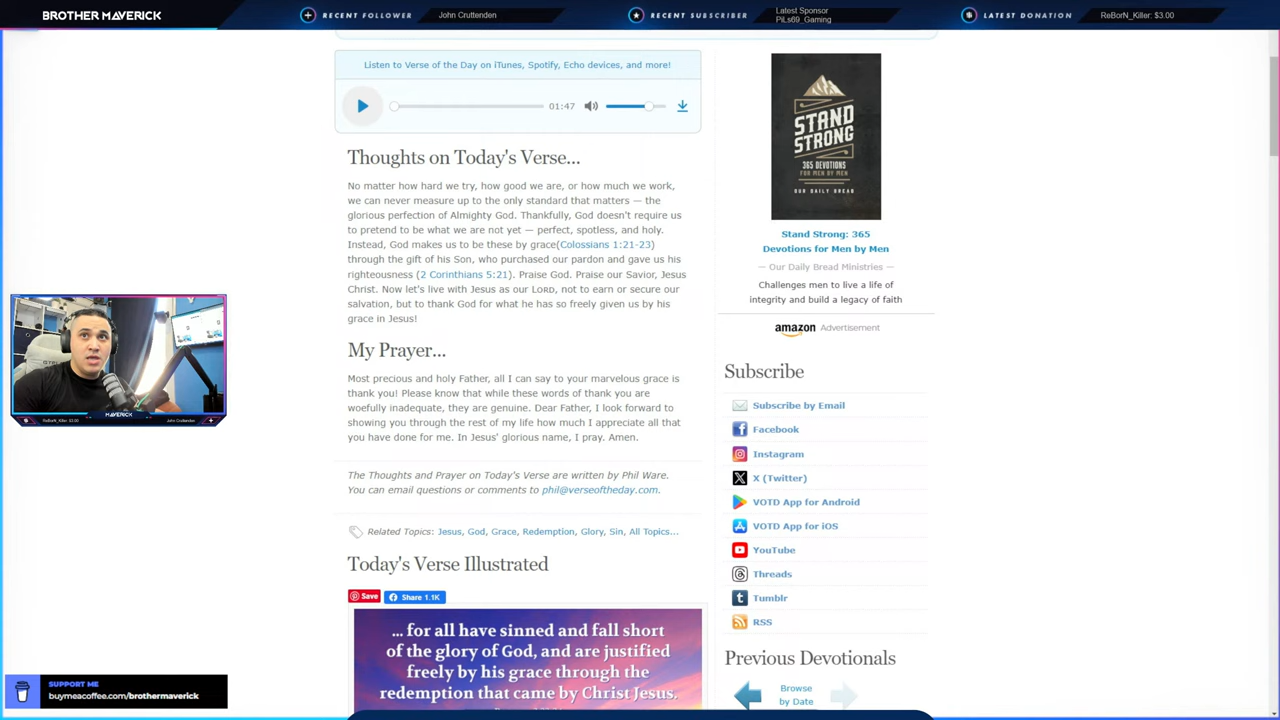 BROTHER MAVERICK
RECENT FOLLOWER John Cruttenden
RECENT SUBSCRIBER Latest Sponsor
PiLs69_Gaming
LATEST DONATION ReBorN_Killer: $3.00
Listen to Verse of the Day on iTunes, Spotify, Echo devices, and more!
01:47
Thoughts on Today's Verse...
No matter how hard we try, how good we are, or how much we work,
we can never measure up to the only standard that matters — the
glorious perfection of Almighty God. Thankfully, God doesn't require us
to pretend to be what we are not yet — perfect, spotless, and holy.
Instead, God makes us to be these by grace(Colossians 1:21-23)
through the gift of his Son, who purchased our pardon and gave us his
righteousness (2 Corinthians 5:21). Praise God. Praise our Savior, Jesus
Christ. Now let's live with Jesus as our LORD, not to earn or secure our
salvation, but to thank God for what he has so freely given us by his
grace in Jesus!
My Prayer...
Most precious and holy Father, all I can say to your marvelous grace is
thank you! Please know that while these words of thank you are
woefully inadequate, they are genuine. Dear Father, I look forward to
showing you through the rest of my life how much I appreciate all that
you have done for me. In Jesus' glorious name, I pray. Amen.
The Thoughts and Prayer on Today's Verse are written by Phil Ware.
You can email questions or comments to phil@verseoftheday.com.
Related Topics: Jesus, God, Grace, Redemption, Glory, Sin, All Topics...
Today's Verse Illustrated
Save
Share 1.1K
... for all have sinned and fall short
of the glory of God, and are justified
freely by his grace through the
redemption that came by Christ Jesus.
STAND
STRONG
365 DEVOTIONS
FOR MEN BY MEN
OUR DAILY BREAD
Stand Strong: 365
Devotions for Men by Men
— Our Daily Bread Ministries —
Challenges men to live a life of
integrity and build a legacy of faith
amazon Advertisement
Subscribe
Subscribe by Email
Facebook
Instagram
X (Twitter)
VOTD App for Android
VOTD App for iOS
YouTube
Threads
Tumblr
RSS
Previous Devotionals
Browse
by Date
MAVERICK
ReBorN_Killer: $3.00
John Cruttenden
SUPPORT ME
buymeacoffee.com/brothermaverick